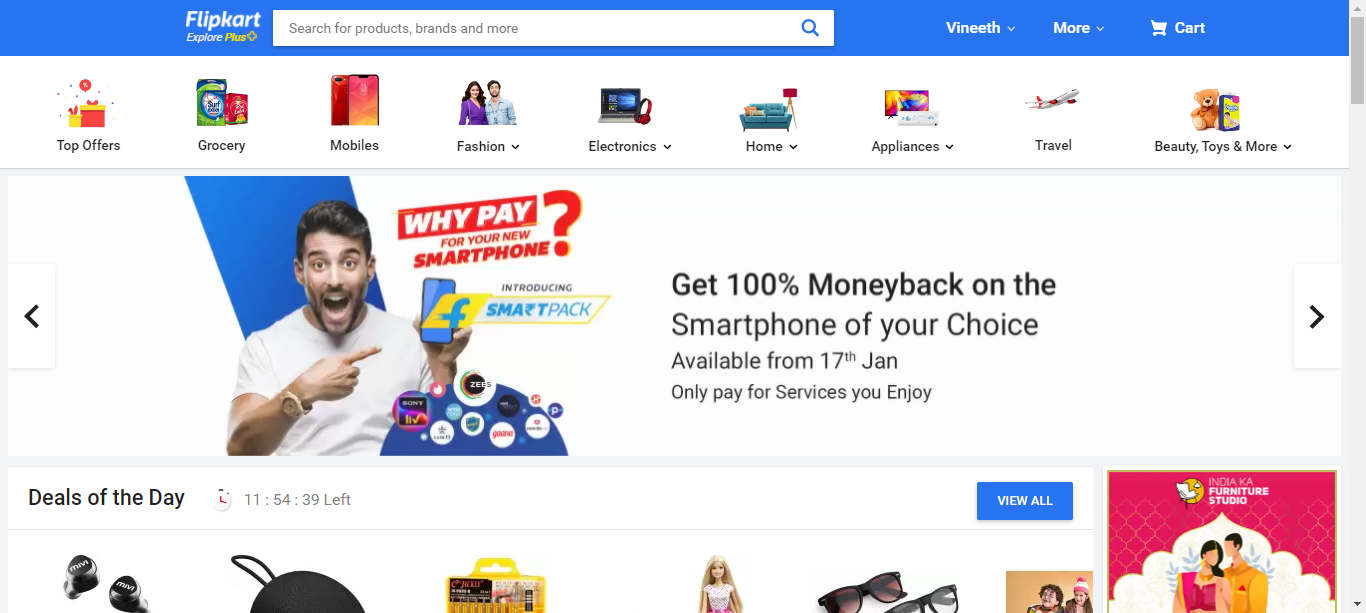 Flipkart
Explore Plus
Search for products, brands and more
Vineeth
More
Cart
Top Offers
Grocery
Mobiles
Fashion
Electronics
Home
Appliances
Travel
Beauty, Toys & More
WHY PAY
FOR YOUR NEW
SMARTPHONE?
INTRODUCING
SMARTPACK
Get 100% Moneyback on the
Smartphone of your Choice
Available from 17th Jan
Only pay for Services you Enjoy
ZEE5
SONY
liv
gaana
Deals of the Day
11 : 54 : 39 Left
VIEW ALL
INDIA KA
FURNITURE
STUDIO
mivi
mivi
JACKLY